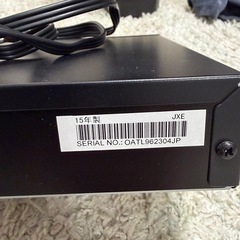 15年製 JXE
SERIAL NO.: OATL962304JP